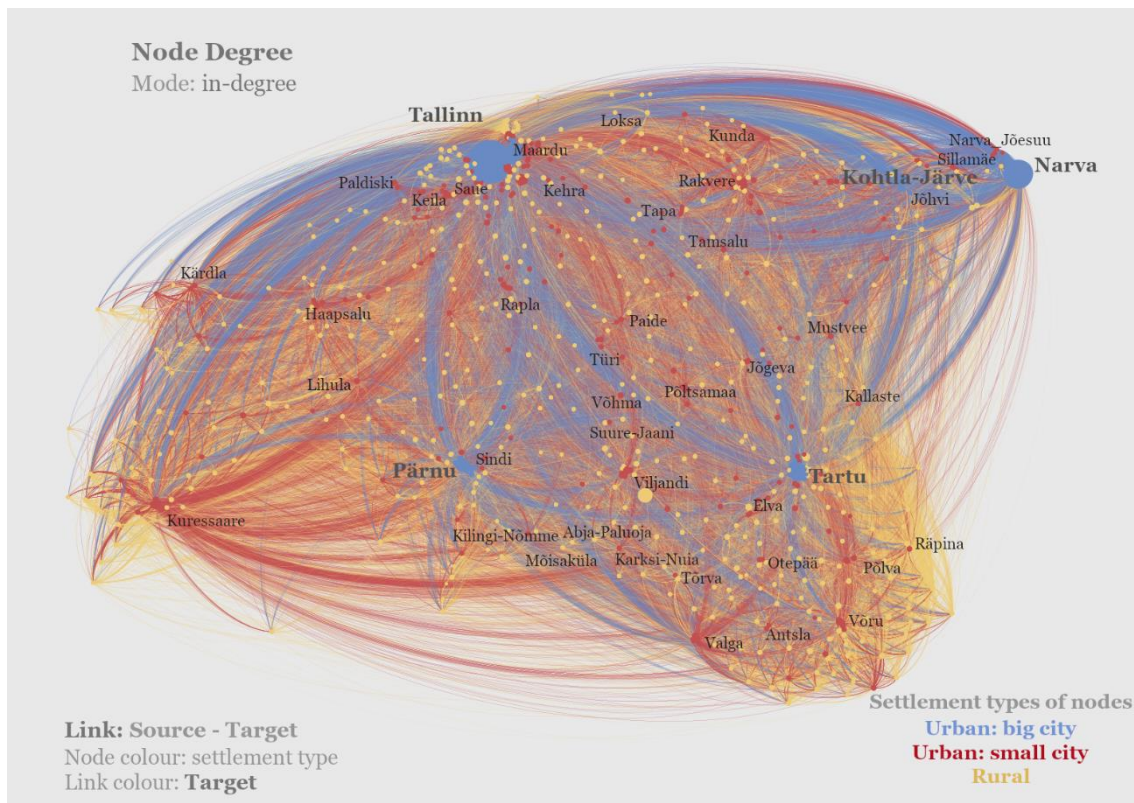 Node Degree
Mode: in-degree
Tallinn
Loksa
Kunda
Maardu
Narva Jõesuu
Sillamäe
Narva
Paldiski
Saue
Keila
Kehra
Rakvere
Kohtla-Järve
Jõhvi
Tapa
Tamsalu
Kärdla
Haapsalu
Rapla
Paide
Mustvee
Türi
Jõgeva
Lihula
Põltsamaa
Kallaste
Võhma
Suure-Jaani
Pärnu
Sindi
Viljandi
Tartu
Elva
Kuressaare
Kilingi-Nõmme
Abja-Paluoja
Mõisaküla
Karksi-Nuia
Tõrva
Otepää
Põlva
Räpina
Valga
Antsla
Võru
Link: Source - Target
Node colour: settlement type
Link colour: Target
Settlement types of nodes
Urban: big city
Urban: small city
Rural